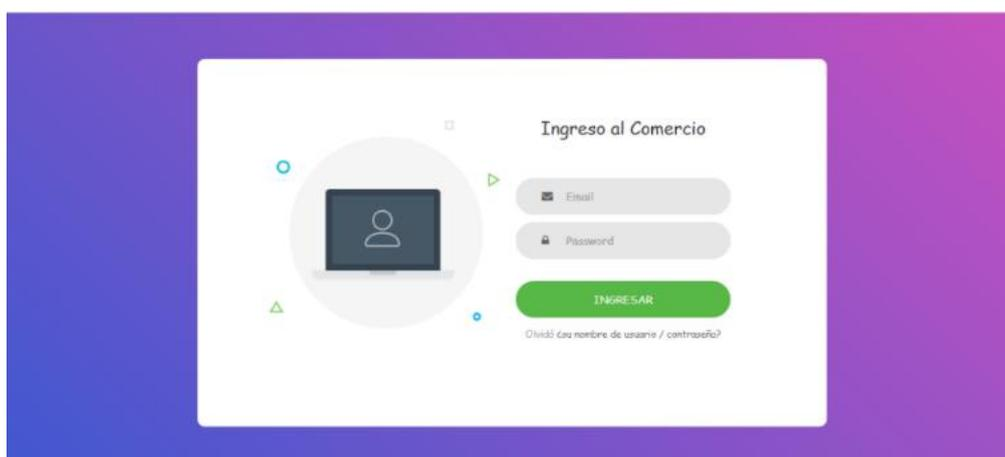 Ingreso al Comercio
Email
Password
INGRESAR
Olvidó ¿su nombre de usuario / contraseña?